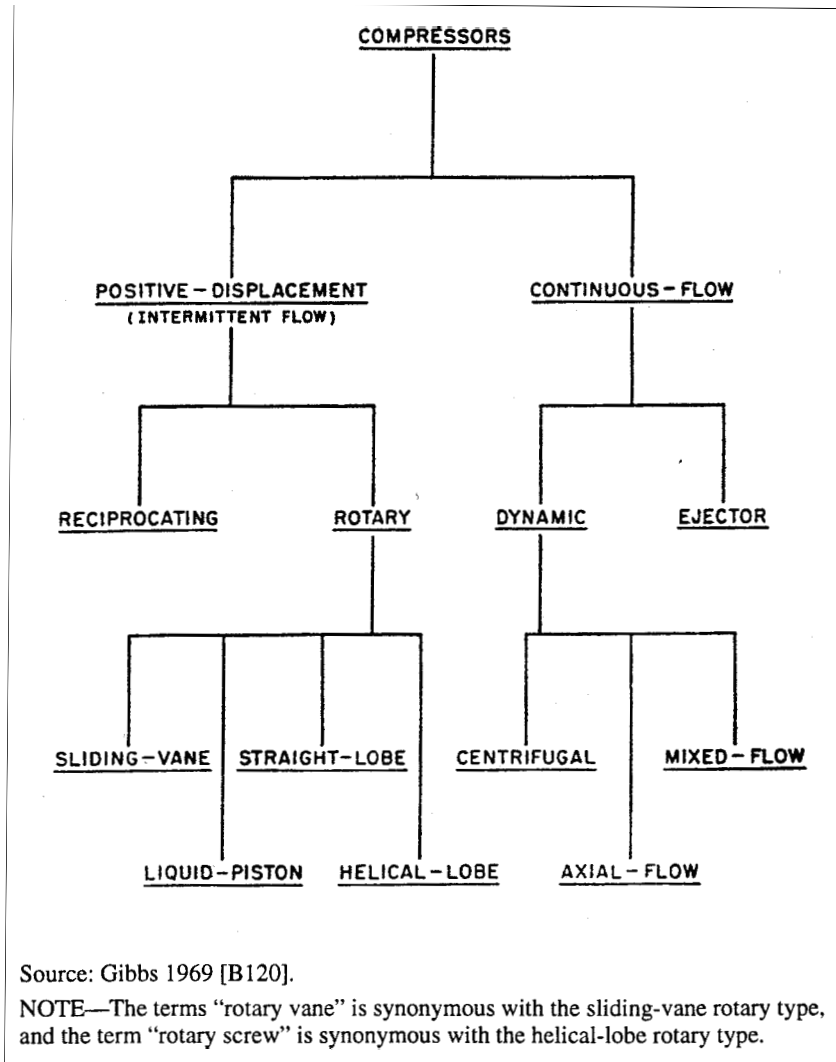 COMPRESSORS
POSITIVE-DISPLACEMENT
(INTERMITTENT FLOW)
CONTINUOUS-FLOW
RECIPROCATING
ROTARY
DYNAMIC
EJECTOR
SLIDING-VANE
STRAIGHT-LOBE
CENTRIFUGAL
MIXED-FLOW
LIQUID-PISTON
HELICAL-LOBE
AXIAL-FLOW
Source: Gibbs 1969 [B120].
NOTE—The terms “rotary vane” is synonymous with the sliding-vane rotary type,
and the term “rotary screw” is synonymous with the helical-lobe rotary type.